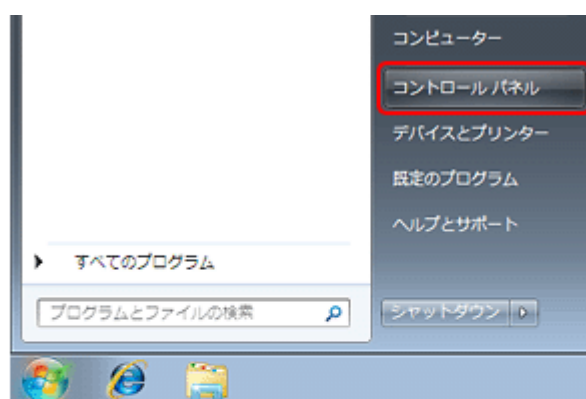 コンピューター
コントロール パネル
デバイスとプリンター
既定のプログラム
ヘルプとサポート
すべてのプログラム
プログラムとファイルの検索
シャットダウン